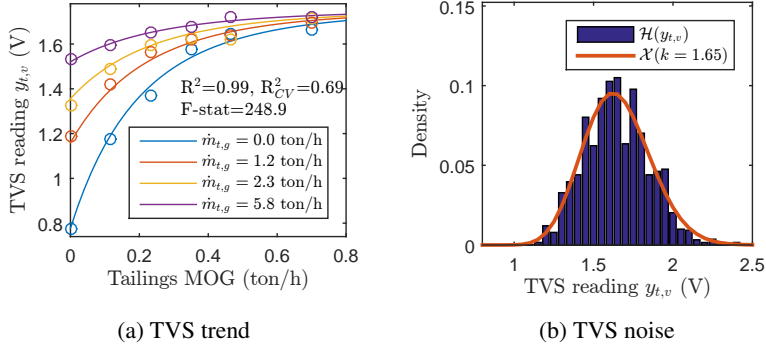 TVS reading y_{t,v} (V)
1.6
1.4
1.2
1
0.8
R²=0.99, R²_{CV}=0.69
F-stat=248.9
ṁ_{t,g} = 0.0 ton/h
ṁ_{t,g} = 1.2 ton/h
ṁ_{t,g} = 2.3 ton/h
ṁ_{t,g} = 5.8 ton/h
0 0.2 0.4 0.6 0.8
Tailings MOG (ton/h)
(a) TVS trend
Density
0.1
0.05
0
H(y_{t,v})
X(k = 1.65)
1 1.5 2 2.5
TVS reading y_{t,v} (V)
(b) TVS noise